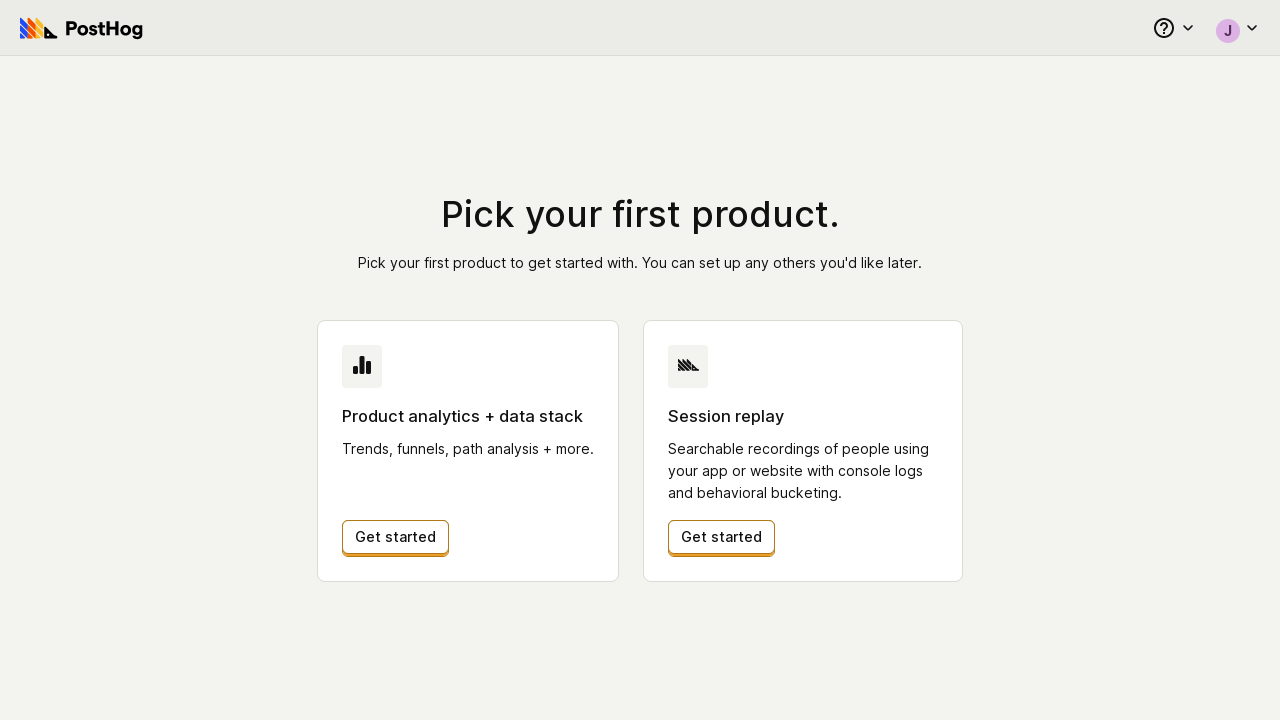 PostHog
J
Pick your first product.
Pick your first product to get started with. You can set up any others you'd like later.
Product analytics + data stack
Trends, funnels, path analysis + more.
Get started
Session replay
Searchable recordings of people using
your app or website with console logs
and behavioral bucketing.
Get started